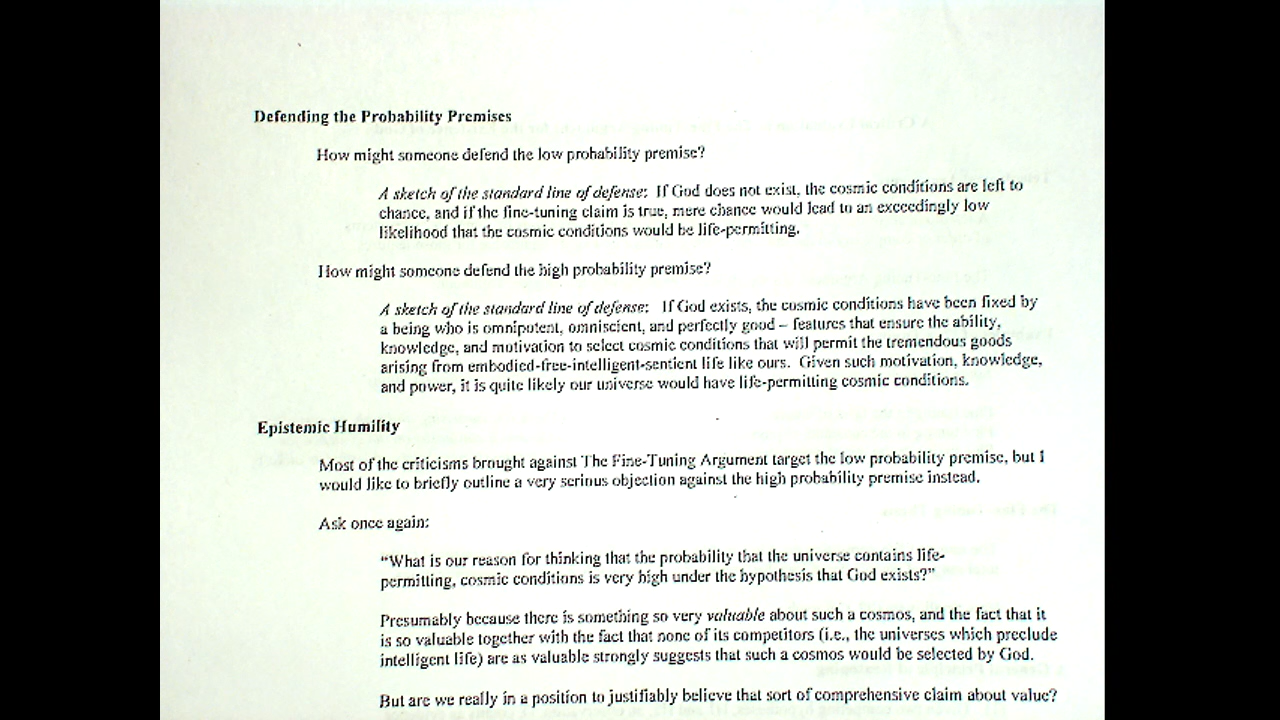 Defending the Probability Premises
How might someone defend the low probability premise?
A sketch of the standard line of defense: If God does not exist, the cosmic conditions are left to
chance, and if the fine-tuning claim is true, mere chance would lead to an exceedingly low
likelihood that the cosmic conditions would be life-permitting.
How might someone defend the high probability premise?
A sketch of the standard line of defense: If God exists, the cosmic conditions have been fixed by
a being who is omnipotent, omniscient, and perfectly good – features that ensure the ability,
knowledge, and motivation to select cosmic conditions that will permit the tremendous goods
arising from embodied-free-intelligent-sentient life like ours. Given such motivation, knowledge,
and power, it is quite likely our universe would have life-permitting cosmic conditions.
Epistemic Humility
Most of the criticisms brought against The Fine-Tuning Argument target the low probability premise, but I
would like to briefly outline a very serious objection against the high probability premise instead.
Ask once again:
“What is our reason for thinking that the probability that the universe contains life-
permitting, cosmic conditions is very high under the hypothesis that God exists?”
Presumably because there is something so very valuable about such a cosmos, and the fact that it
is so valuable together with the fact that none of its competitors (i.e., the universes which preclude
intelligent life) are as valuable strongly suggests that such a cosmos would be selected by God.
But are we really in a position to justifiably believe that sort of comprehensive claim about value?